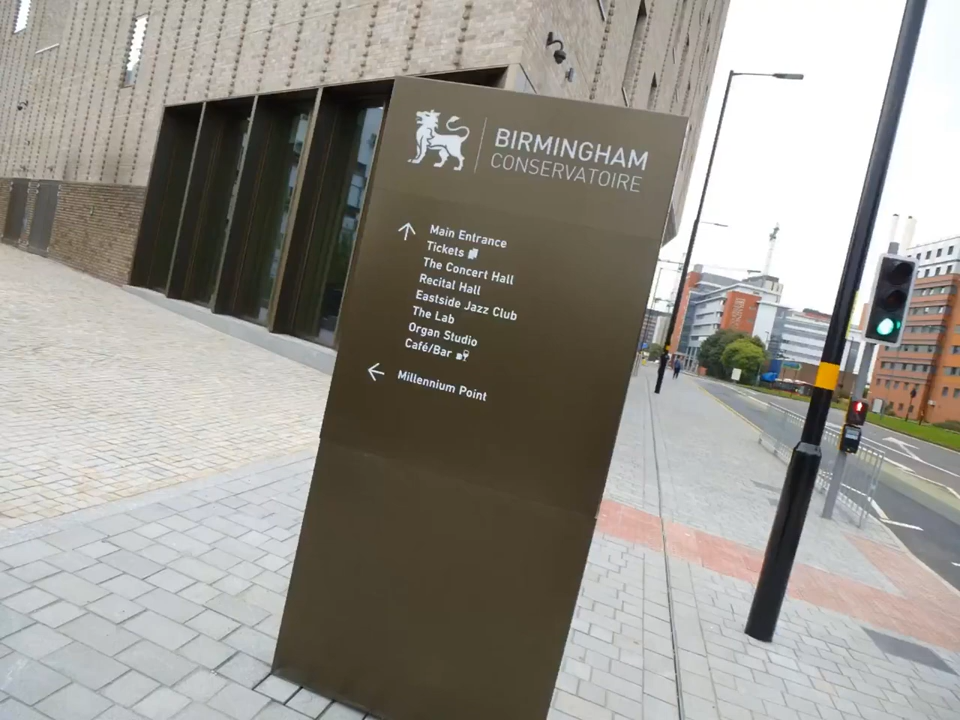 BIRMINGHAM
CONSERVATOIRE
Main Entrance
Tickets
The Concert Hall
Recital Hall
Eastside Jazz Club
The Lab
Organ Studio
Café/Bar
Millennium Point